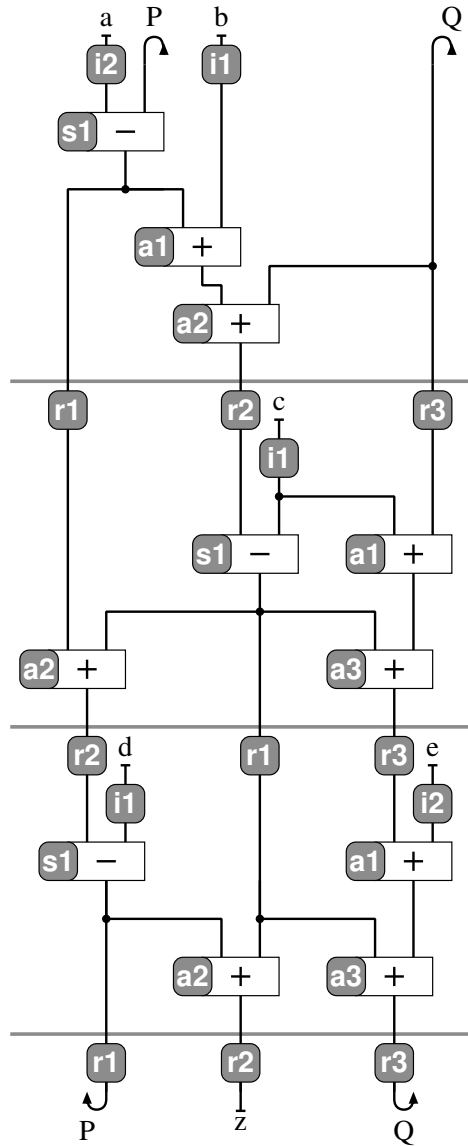 a P b Q
i2 i1
s1 −
a1 +
a2 +
r1 r2 c r3
i1
s1 − a1 +
a2 + a3 +
r2 d r1 r3 e
i1 i2
s1 − a1 +
a2 + a3 +
r1 r2 r3
P z Q